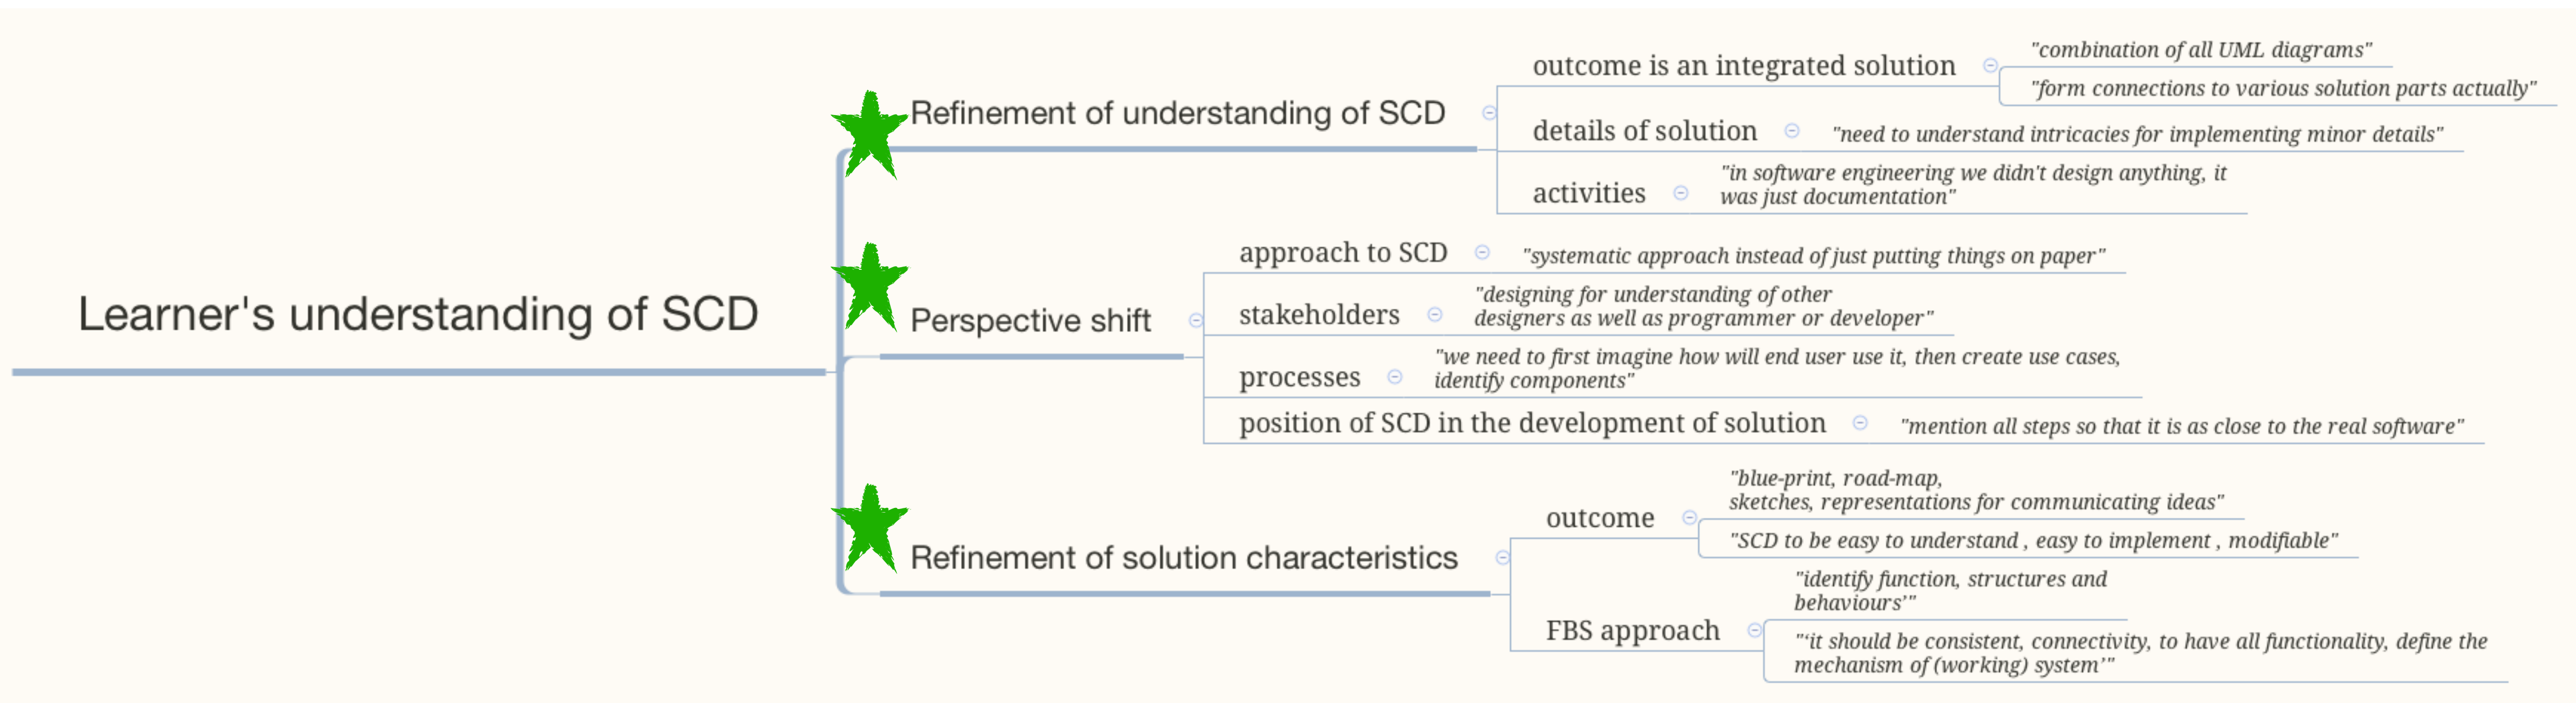 Learner's understanding of SCD
Refinement of understanding of SCD
outcome is an integrated solution
"combination of all UML diagrams"
"form connections to various solution parts actually"
details of solution
"need to understand intricacies for implementing minor details"
activities
"in software engineering we didn't design anything, it
was just documentation"
Perspective shift
approach to SCD
"systematic approach instead of just putting things on paper"
stakeholders
"designing for understanding of other
designers as well as programmer or developer"
processes
"we need to first imagine how will end user use it, then create use cases,
identify components"
position of SCD in the development of solution
"mention all steps so that it is as close to the real software"
Refinement of solution characteristics
outcome
"blue-print, road-map,
sketches, representations for communicating ideas"
"SCD to be easy to understand , easy to implement , modifiable"
FBS approach
"identify function, structures and
behaviours’"
"‘it should be consistent, connectivity, to have all functionality, define the
mechanism of (working) system’"